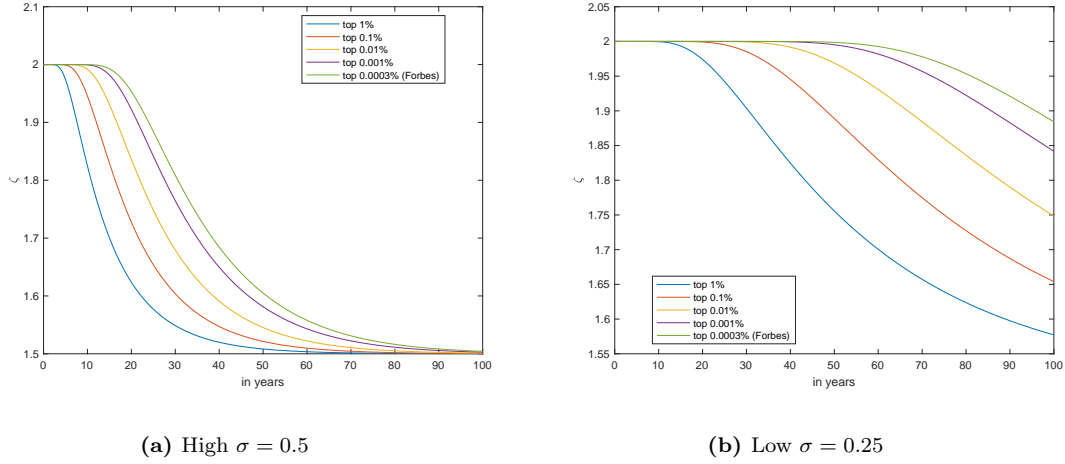 2.1
2
1.9
1.8
1.7
1.6
1.5
ζ
0 10 20 30 40 50 60 70 80 90 100
in years
top 1%
top 0.1%
top 0.01%
top 0.001%
top 0.0003% (Forbes)
(a) High σ = 0.5
2.05
2
1.95
1.9
1.85
1.8
1.75
1.7
1.65
1.6
1.55
ζ
0 10 20 30 40 50 60 70 80 90 100
in years
top 1%
top 0.1%
top 0.01%
top 0.001%
top 0.0003% (Forbes)
(b) Low σ = 0.25